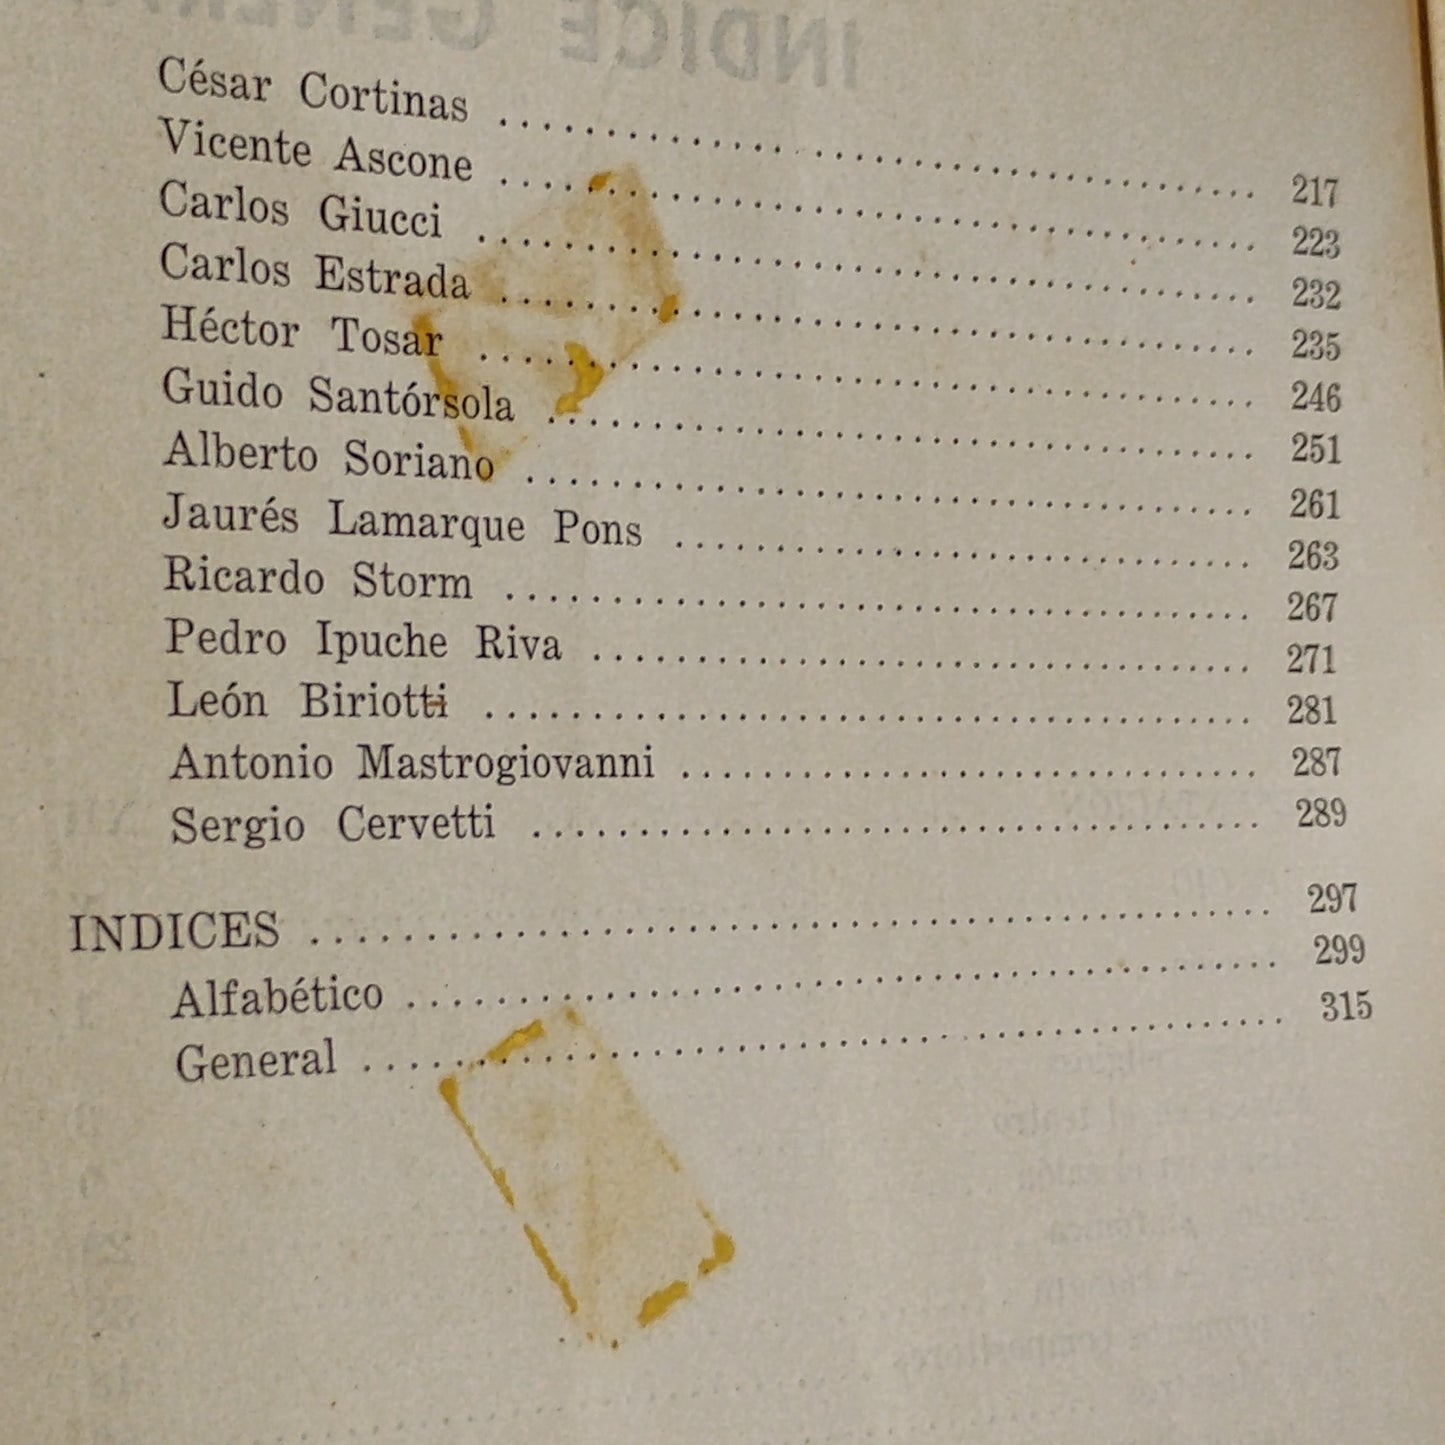 César Cortinas ........................................ 217
Vicente Ascone ........................................ 223
Carlos Giucci ........................................ 232
Carlos Estrada ........................................ 235
Héctor Tosar ........................................ 246
Guido Santórsola ........................................ 251
Alberto Soriano ........................................ 261
Jaurés Lamarque Pons ........................................ 263
Ricardo Storm ........................................ 267
Pedro Ipuche Riva ........................................ 271
León Biriotti ........................................ 281
Antonio Mastrogiovanni ........................................ 287
Sergio Cervetti ........................................ 289
INDICES ........................................ 297
Alfabético ........................................ 299
General ........................................ 315